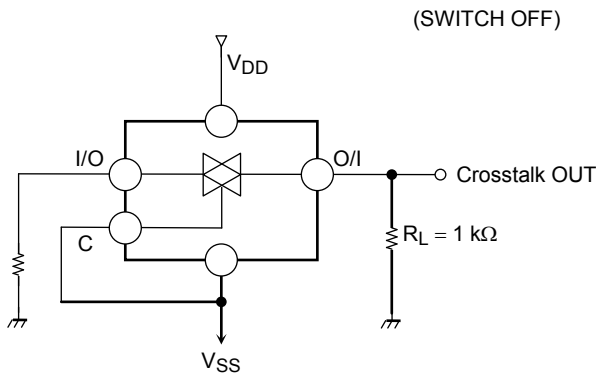 (SWITCH OFF)
VDD
I/O
O/I
Crosstalk OUT
C
RL = 1 kΩ
VSS